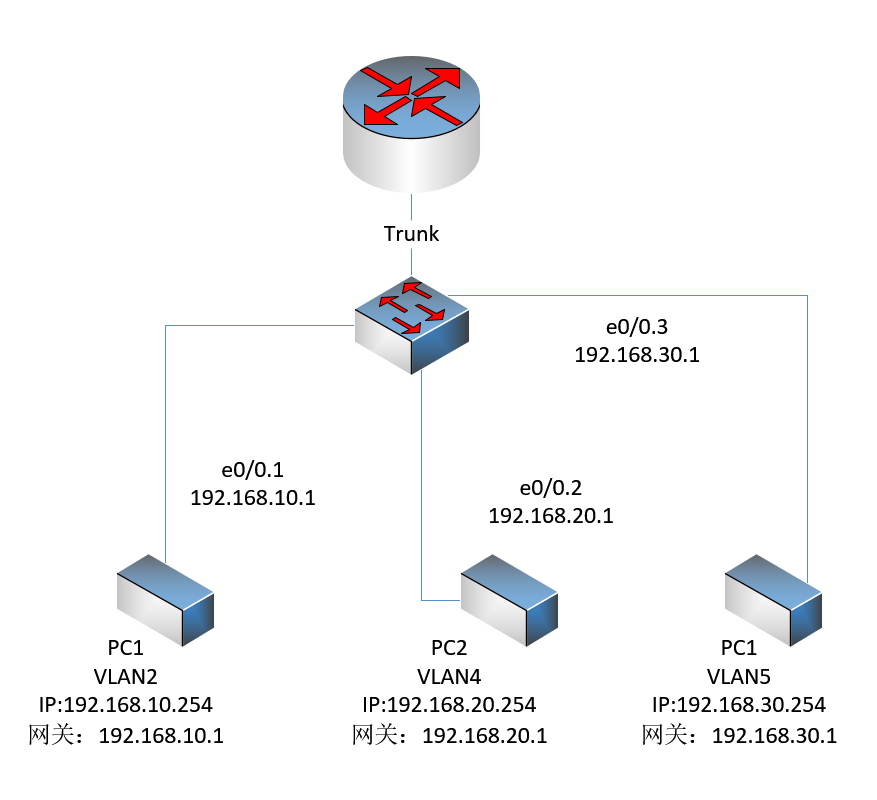 Trunk
e0/0.3
192.168.30.1
e0/0.1
192.168.10.1
e0/0.2
192.168.20.1
PC1
VLAN2
IP:192.168.10.254
网关：192.168.10.1
PC2
VLAN4
IP:192.168.20.254
网关：192.168.20.1
PC1
VLAN5
IP:192.168.30.254
网关：192.168.30.1